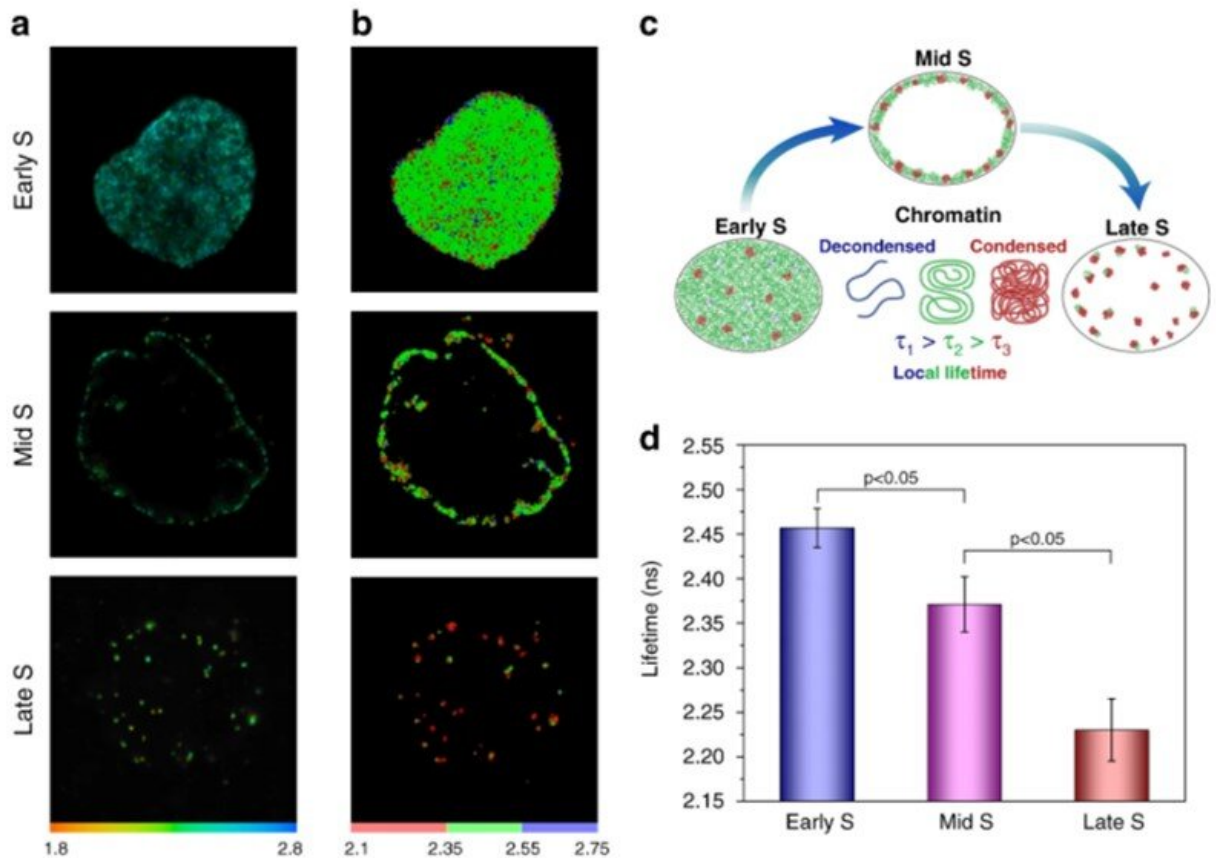 a
b
c
Early S
Mid S
Late S
1.8
2.8
2.1
2.35
2.55
2.75
Mid S
Early S
Chromatin
Late S
Decondensed
Condensed
τ1 > τ2 > τ3
Local lifetime
d
Lifetime (ns)
2.55
2.50
2.45
2.40
2.35
2.30
2.25
2.20
2.15
p<0.05
p<0.05
Early S
Mid S
Late S